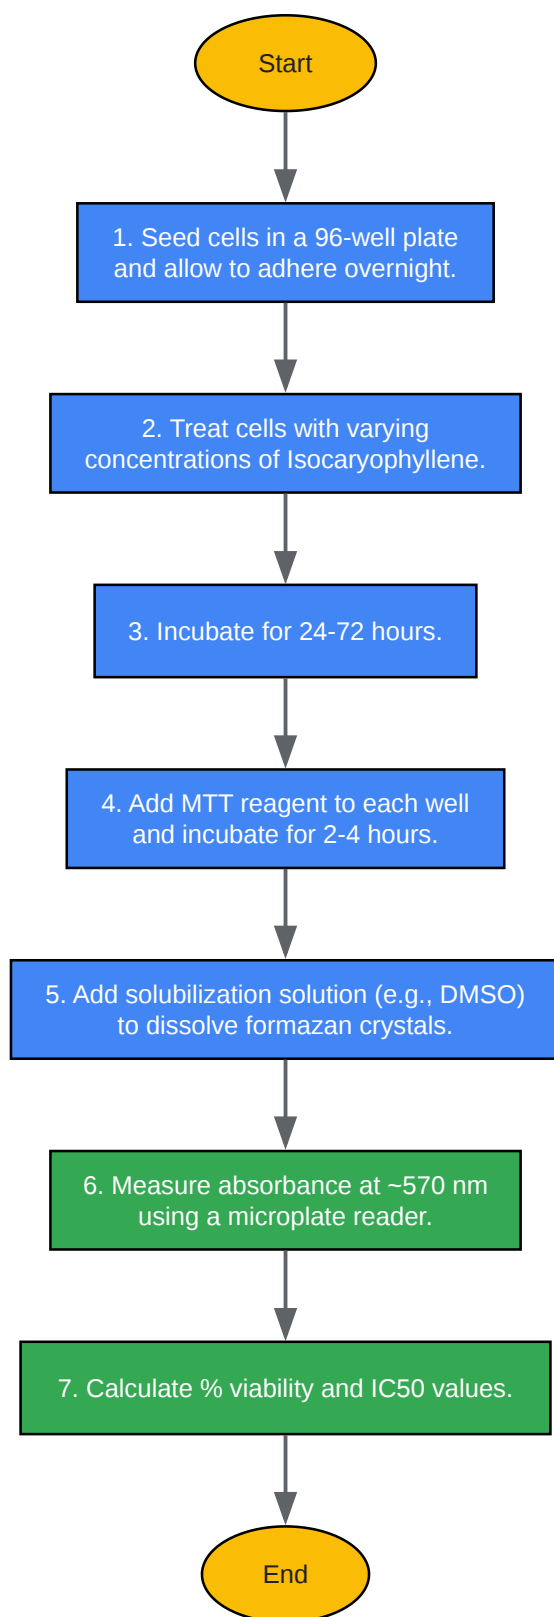 Start
1. Seed cells in a 96-well plate
and allow to adhere overnight.
2. Treat cells with varying
concentrations of Isocaryophyllene.
3. Incubate for 24-72 hours.
4. Add MTT reagent to each well
and incubate for 2-4 hours.
5. Add solubilization solution (e.g., DMSO)
to dissolve formazan crystals.
6. Measure absorbance at ~570 nm
using a microplate reader.
7. Calculate % viability and IC50 values.
End